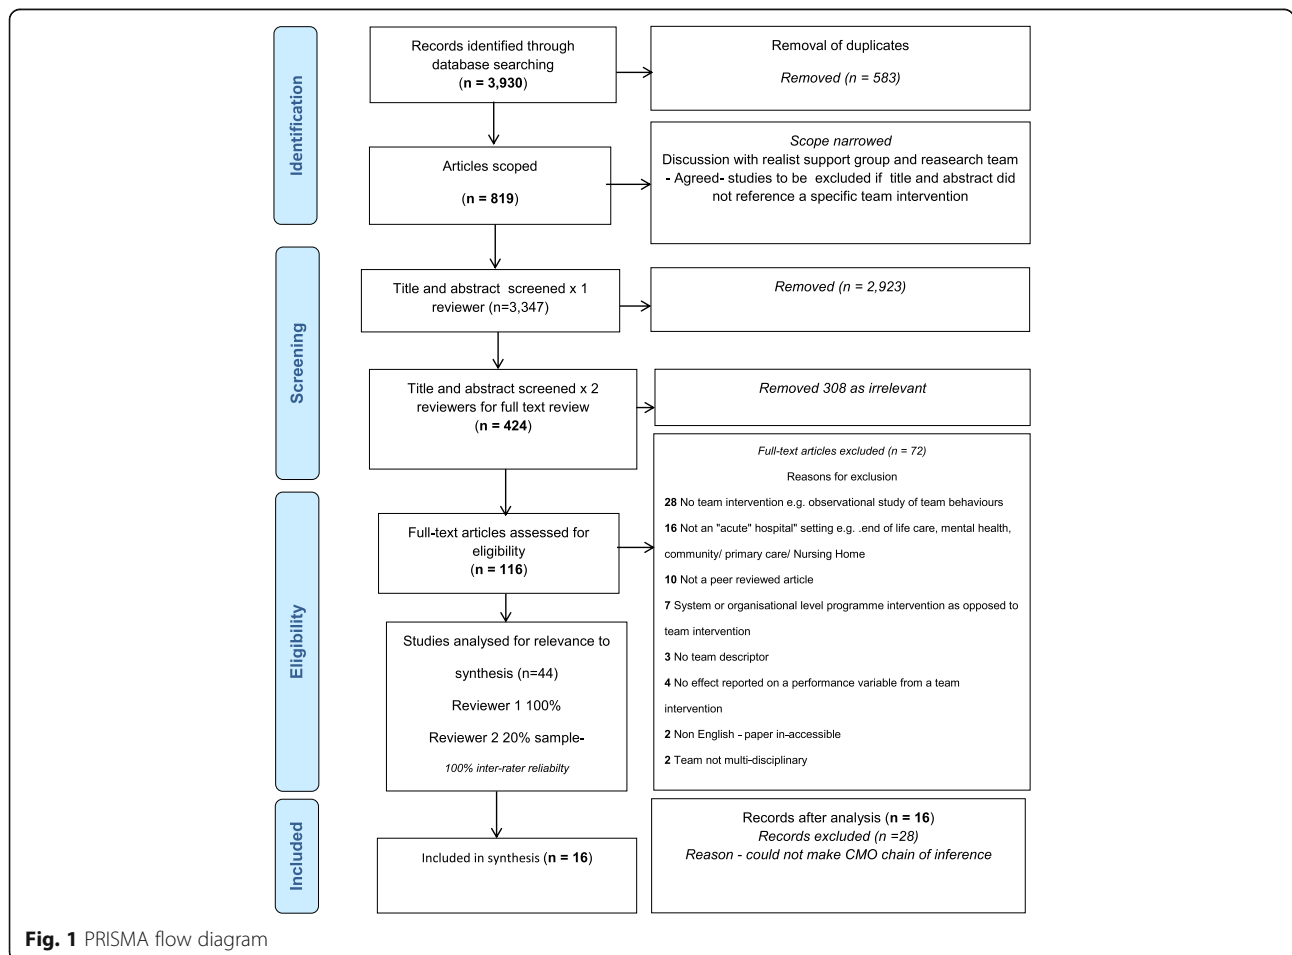 Identification
Records identified through
database searching
(n = 3,930)
Removal of duplicates
Removed (n = 583)
Articles scoped
(n = 819)
Scope narrowed
Discussion with realist support group and reasearch team
- Agreed- studies to be excluded if title and abstract did
not reference a specific team intervention
Screening
Title and abstract screened x 1
reviewer (n=3,347)
Removed (n = 2,923)
Title and abstract screened x 2
reviewers for full text review
(n = 424)
Removed 308 as irrelevant
Eligibility
Full-text articles assessed for
eligibility
(n = 116)
Full-text articles excluded (n = 72)
Reasons for exclusion
28 No team intervention e.g. observational study of team behaviours
16 Not an "acute" hospital" setting e.g. .end of life care, mental health,
community/ primary care/ Nursing Home
10 Not a peer reviewed article
7 System or organisational level programme intervention as opposed to
team intervention
3 No team descriptor
4 No effect reported on a performance variable from a team
intervention
2 Non English - paper in-accessible
2 Team not multi-disciplinary
Studies analysed for relevance to
synthesis (n=44)
Reviewer 1 100%
Reviewer 2 20% sample-
100% inter-rater reliabilty
Included
Included in synthesis (n = 16)
Records after analysis (n = 16)
Records excluded (n =28)
Reason - could not make CMO chain of inference
Fig. 1 PRISMA flow diagram